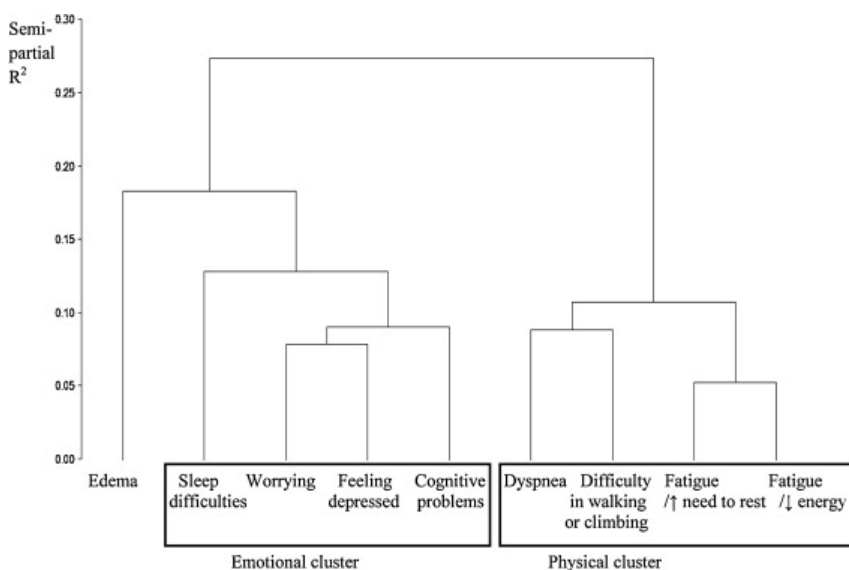 Semi-
partial
R²
0.30
0.25
0.20
0.15
0.10
0.05
0.00
Edema
Sleep
difficulties
Worrying
Feeling
depressed
Cognitive
problems
Dyspnea
Difficulty
in walking
or climbing
Fatigue
/↑ need to rest
Fatigue
/↓ energy
Emotional cluster
Physical cluster